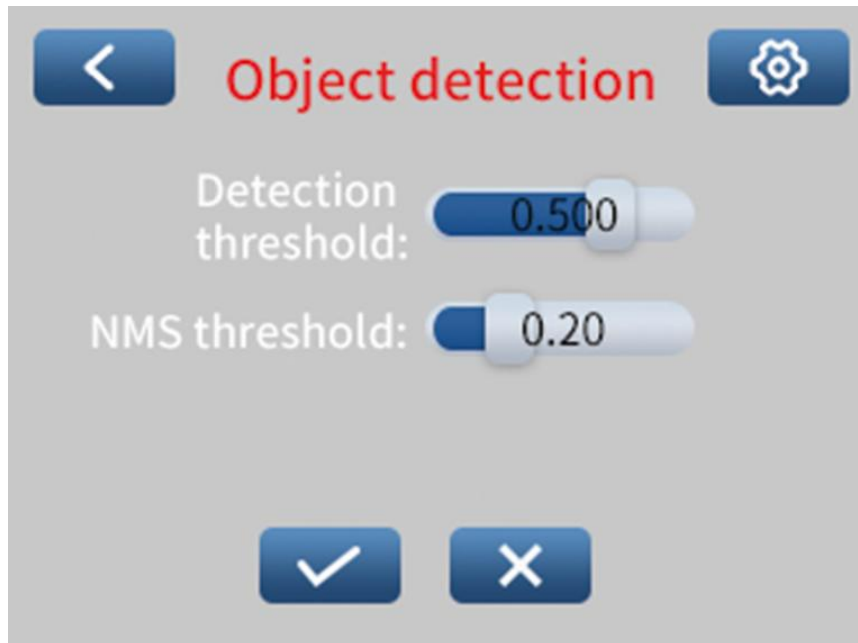 Object detection
Detection
threshold:
0.500
NMS threshold:
0.20